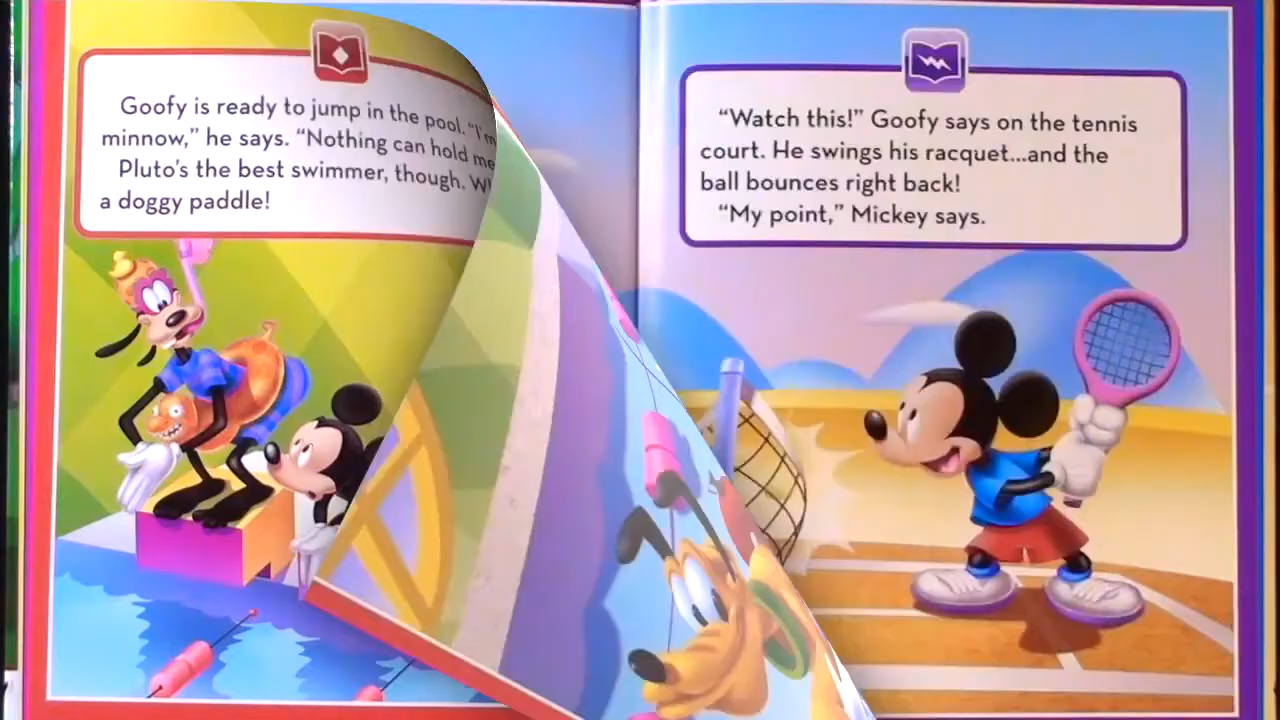 Goofy is ready to jump in the pool. “I’m
minnow,” he says. “Nothing can hold me
Pluto’s the best swimmer, though.
a doggy paddle!
“Watch this!” Goofy says on the tennis
court. He swings his racquet...and the
ball bounces right back!
“My point,” Mickey says.